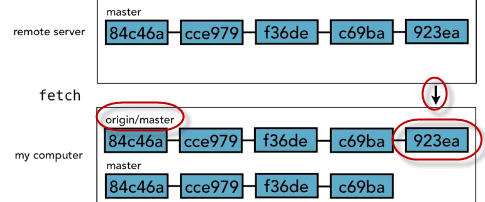 master
remote server
84c46a cce979 f36de c69ba 923ea
fetch
origin/master
84c46a cce979 f36de c69ba 923ea
my computer
master
84c46a cce979 f36de c69ba